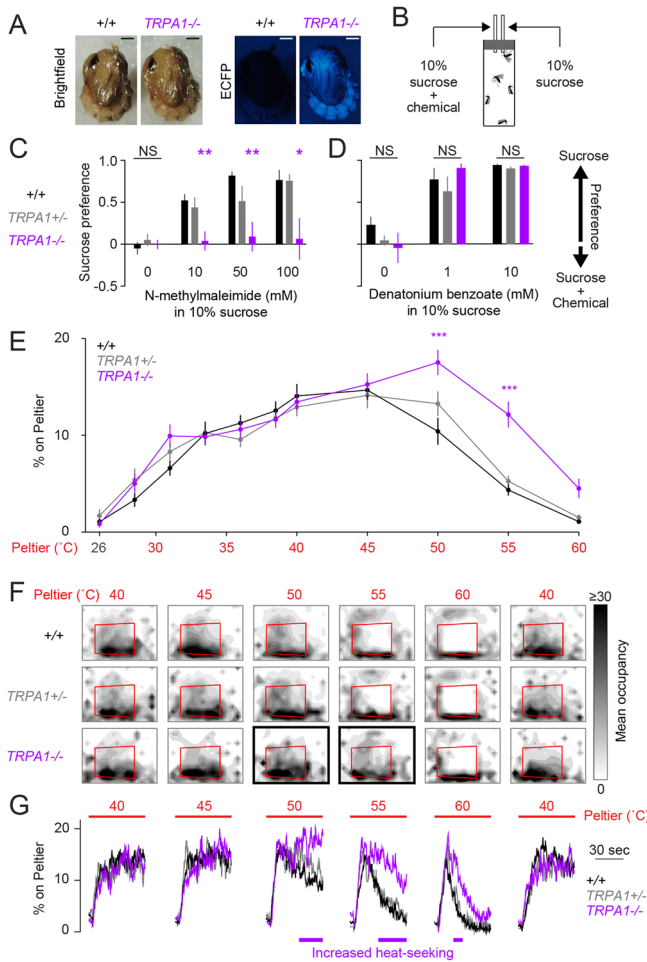 A
+/+
TRPA1-/-
+/+
TRPA1-/-
Brightfield
ECFP
B
10%
sucrose
+
chemical
10%
sucrose
C
+/+
TRPA1+/-
TRPA1-/-
Sucrose preference
1.0
0.5
0
-0.5
NS
**
**
*
0
10
50
100
N-methylmaleimide (mM)
in 10% sucrose
D
NS
NS
NS
0
1
10
Denatonium benzoate (mM)
in 10% sucrose
Sucrose
Preference
Sucrose
+
Chemical
E
+/+
TRPA1+/-
TRPA1-/-
% on Peltier
20
10
0
***
***
Peltier (˚C)
26
30
35
40
45
50
55
60
F
Peltier (˚C)
40
45
50
55
60
40
+/+
TRPA1+/-
TRPA1-/-
≥30
Mean occupancy
0
G
40
45
50
55
60
40
Peltier (˚C)
% on Peltier
20
10
0
30 sec
+/+
TRPA1+/-
TRPA1-/-
Increased heat-seeking